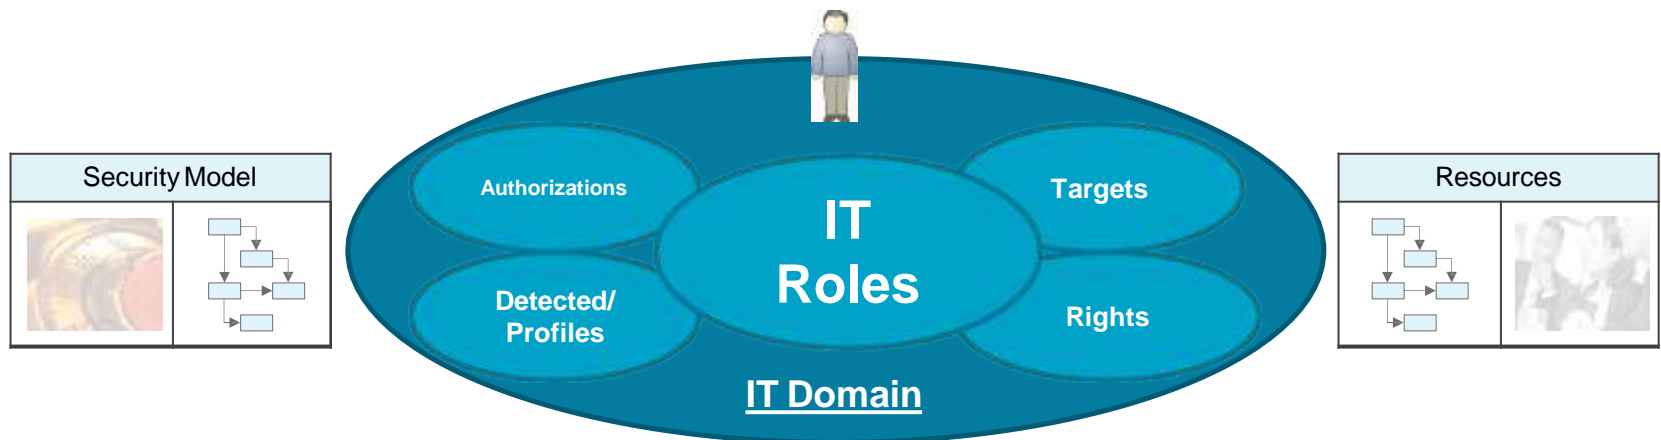 Security Model
Authorizations
Detected/
Profiles
IT
Roles
Targets
Rights
IT Domain
Resources